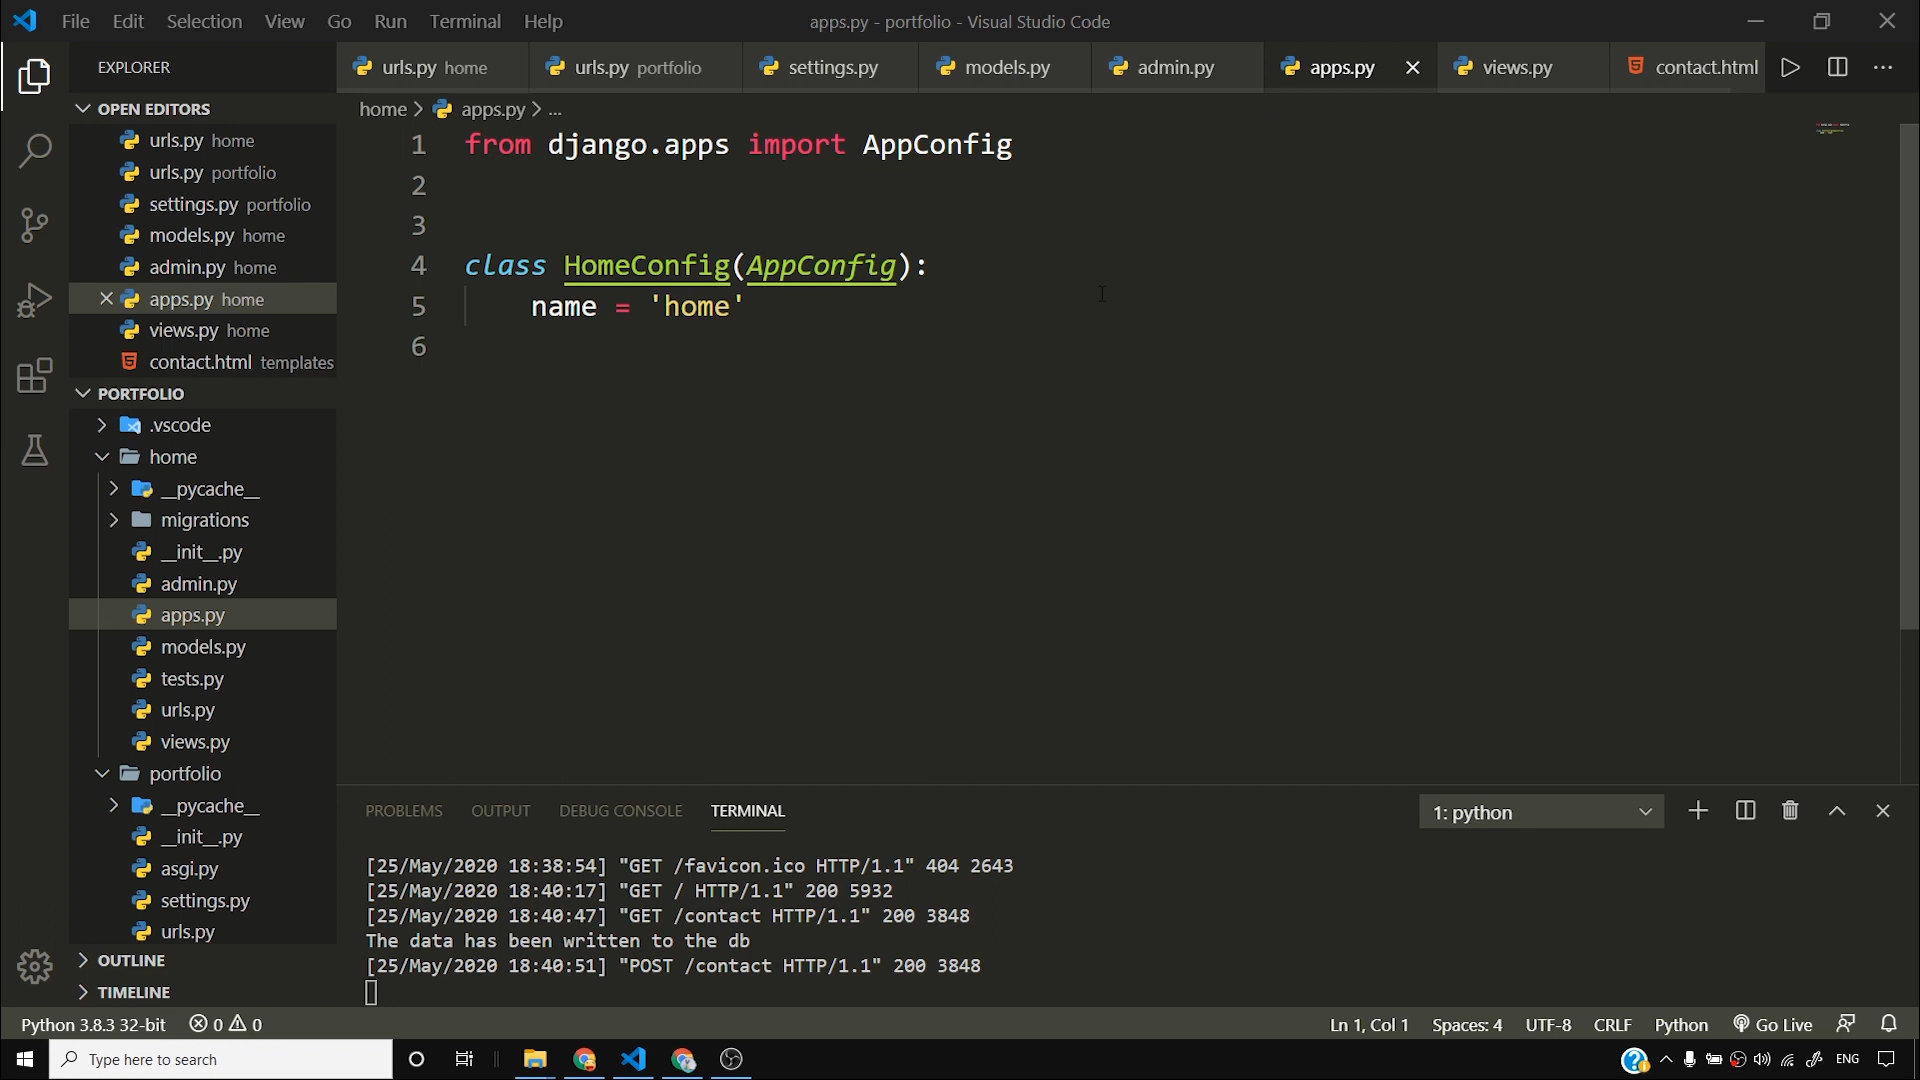 File Edit Selection View Go Run Terminal Help
apps.py - portfolio - Visual Studio Code
EXPLORER
urls.py home
urls.py portfolio
settings.py
models.py
admin.py
apps.py
views.py
contact.html
OPEN EDITORS
urls.py home
urls.py portfolio
settings.py portfolio
models.py home
admin.py home
apps.py home
views.py home
contact.html templates
PORTFOLIO
.vscode
home
__pycache__
migrations
__init__.py
admin.py
apps.py
models.py
tests.py
urls.py
views.py
portfolio
__pycache__
__init__.py
asgi.py
settings.py
urls.py
OUTLINE
TIMELINE
home > apps.py > ...
1 from django.apps import AppConfig
2
3
4 class HomeConfig(AppConfig):
5 name = 'home'
6
PROBLEMS OUTPUT DEBUG CONSOLE TERMINAL
1: python
[25/May/2020 18:38:54] "GET /favicon.ico HTTP/1.1" 404 2643
[25/May/2020 18:40:17] "GET / HTTP/1.1" 200 5932
[25/May/2020 18:40:47] "GET /contact HTTP/1.1" 200 3848
The data has been written to the db
[25/May/2020 18:40:51] "POST /contact HTTP/1.1" 200 3848
Python 3.8.3 32-bit 0 0
Ln 1, Col 1 Spaces: 4 UTF-8 CRLF Python Go Live
Type here to search
ENG